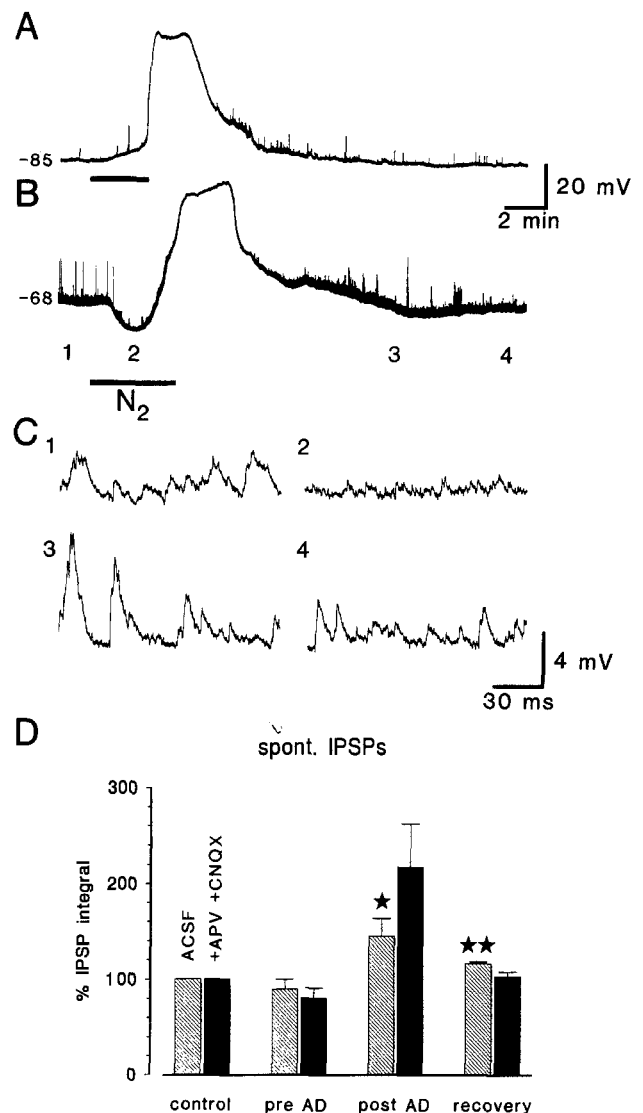 A
-85
20 mV
2 min
B
-68
1 2 3 4
N₂
C
1 2
3 4
4 mV
30 ms
D
spont. IPSPs
300
200
100
0
% IPSP integral
ACSF
+APV +CNQX
★
★★
control pre AD post AD recovery